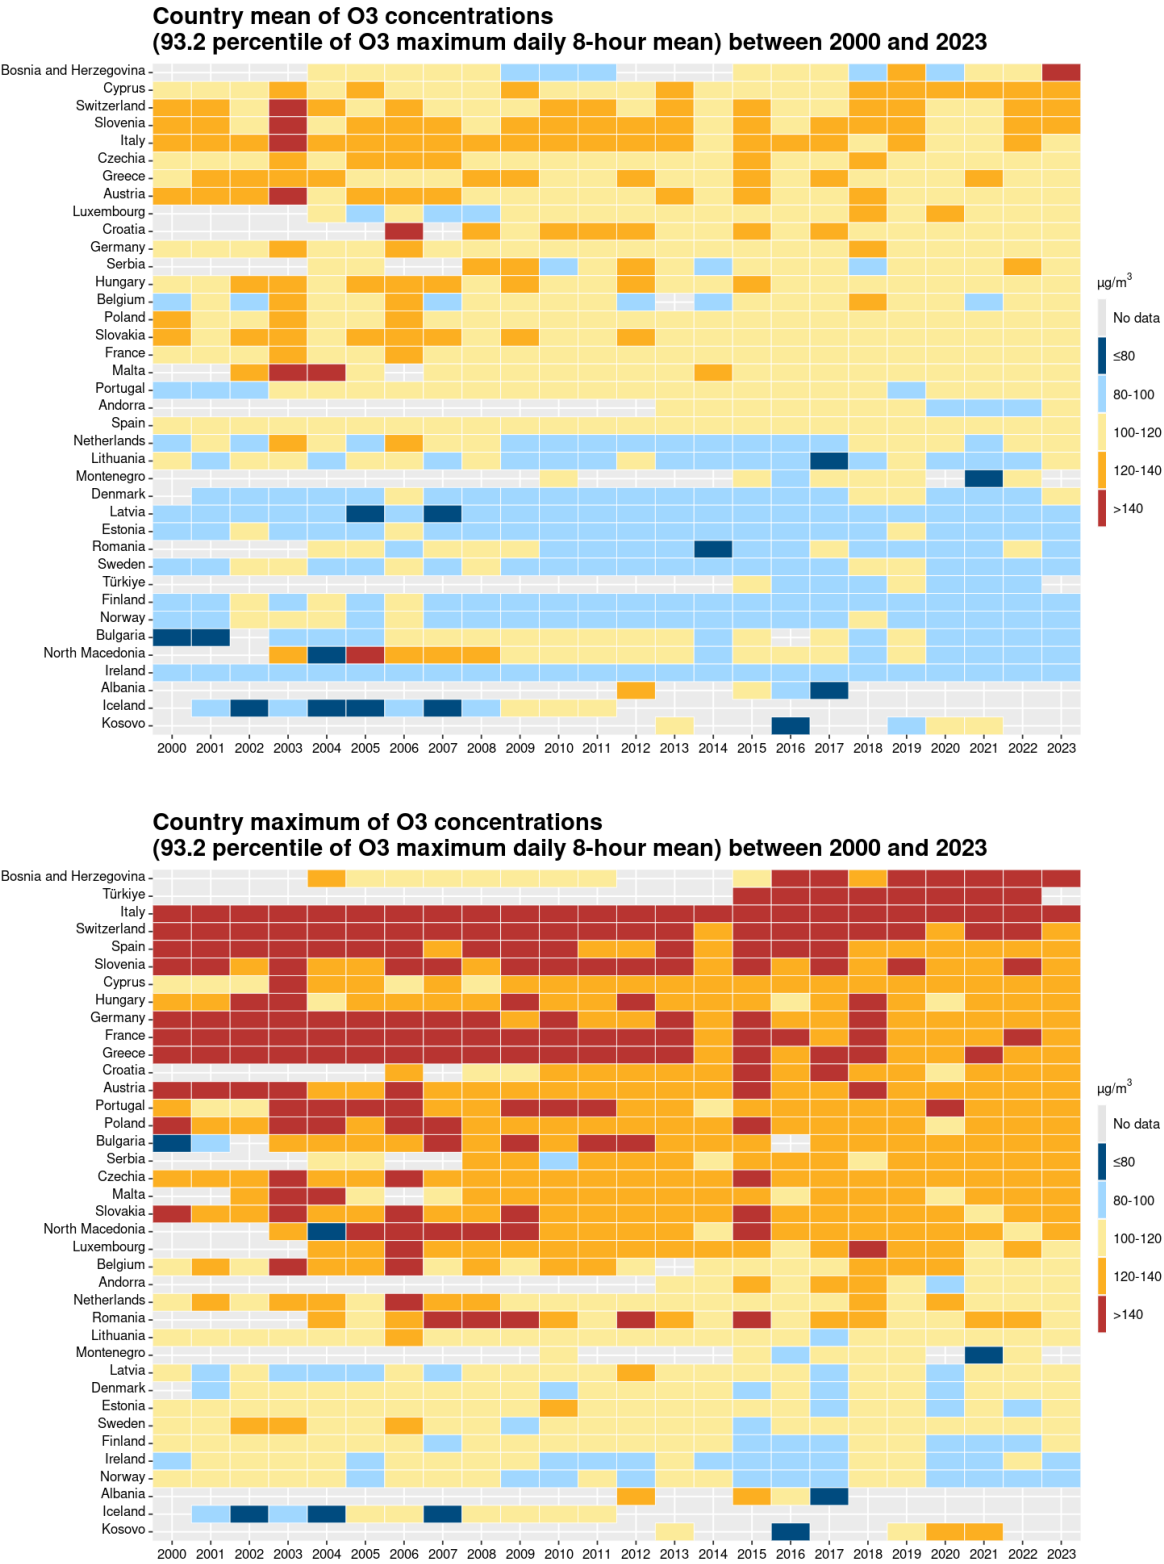 Country mean of O3 concentrations
(93.2 percentile of O3 maximum daily 8-hour mean) between 2000 and 2023
Bosnia and Herzegovina
Cyprus
Switzerland
Slovenia
Italy
Czechia
Greece
Austria
Luxembourg
Croatia
Germany
Serbia
Hungary
Belgium
Poland
Slovakia
France
Malta
Portugal
Andorra
Spain
Netherlands
Lithuania
Montenegro
Denmark
Latvia
Estonia
Romania
Sweden
Türkiye
Finland
Norway
Bulgaria
North Macedonia
Ireland
Albania
Iceland
Kosovo
2000 2001 2002 2003 2004 2005 2006 2007 2008 2009 2010 2011 2012 2013 2014 2015 2016 2017 2018 2019 2020 2021 2022 2023
µg/m³
No data
≤80
80-100
100-120
120-140
>140
Country maximum of O3 concentrations
(93.2 percentile of O3 maximum daily 8-hour mean) between 2000 and 2023
Bosnia and Herzegovina
Türkiye
Italy
Switzerland
Spain
Slovenia
Cyprus
Hungary
Germany
France
Greece
Croatia
Austria
Portugal
Poland
Bulgaria
Serbia
Czechia
Malta
Slovakia
North Macedonia
Luxembourg
Belgium
Andorra
Netherlands
Romania
Lithuania
Montenegro
Latvia
Denmark
Estonia
Sweden
Finland
Ireland
Norway
Albania
Iceland
Kosovo
2000 2001 2002 2003 2004 2005 2006 2007 2008 2009 2010 2011 2012 2013 2014 2015 2016 2017 2018 2019 2020 2021 2022 2023
µg/m³
No data
≤80
80-100
100-120
120-140
>140